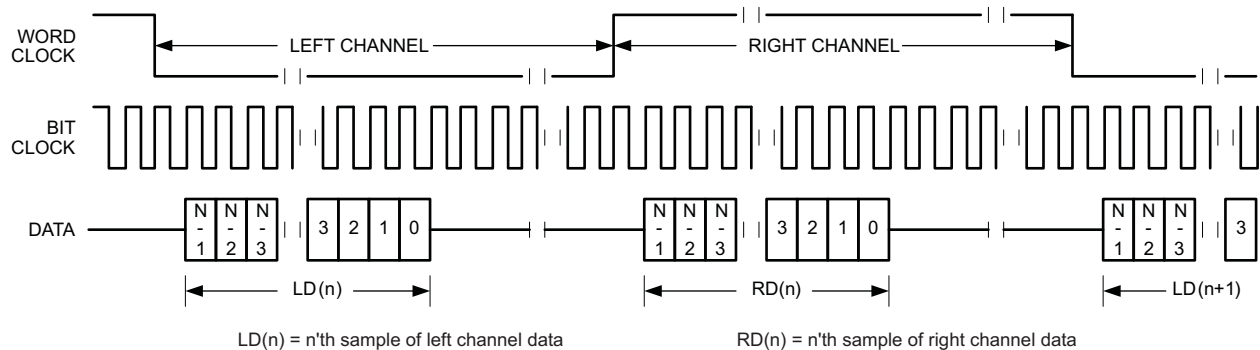 WORD
CLOCK
LEFT CHANNEL
RIGHT CHANNEL
BIT
CLOCK
DATA
N
-
1
N
-
2
N
-
3
3 2 1 0
N
-
1
N
-
2
N
-
3
3 2 1 0
N
-
1
N
-
2
N
-
3
3
LD(n)
RD(n)
LD(n+1)
LD(n) = n'th sample of left channel data
RD(n) = n'th sample of right channel data